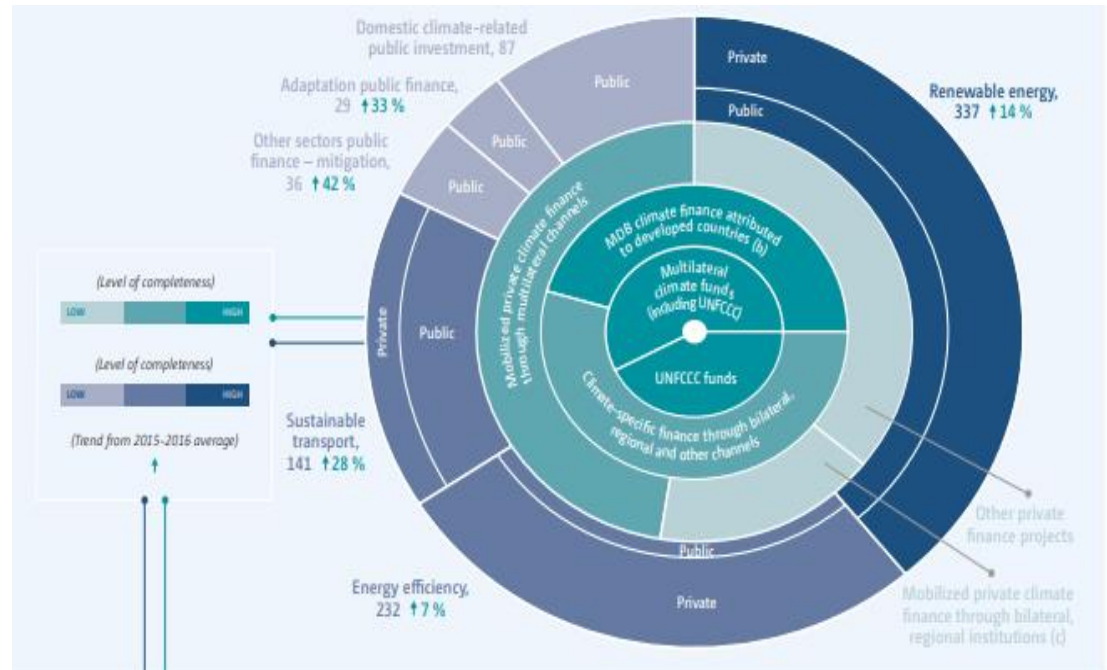 Domestic climate-related
public investment, 87
Adaptation public finance,
29 ↑33 %
Other sectors public
finance – mitigation,
36 ↑42 %
Public
Public
Public
Private
Public
Renewable energy,
337 ↑14 %
Mobilized private climate finance
through multilateral channels
MDB climate finance attributed
to developed countries (b)
Multilateral
climate funds
(including UNFCCC)
UNFCCC funds
Climate-specific finance through bilateral,
regional and other channels
Private
Public
(Level of completeness)
LOW
HIGH
(Level of completeness)
LOW
HIGH
(Trend from 2015–2016 average)
↑
Sustainable
transport,
141 ↑28 %
Energy efficiency,
232 ↑7 %
Public
Private
Other private
finance projects
Mobilized private climate
finance through bilateral,
regional institutions (c)